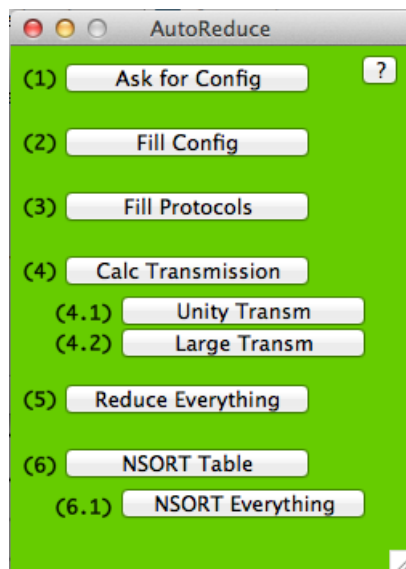 AutoReduce
(1) Ask for Config ?
(2) Fill Config
(3) Fill Protocols
(4) Calc Transmission
(4.1) Unity Transm
(4.2) Large Transm
(5) Reduce Everything
(6) NSORT Table
(6.1) NSORT Everything